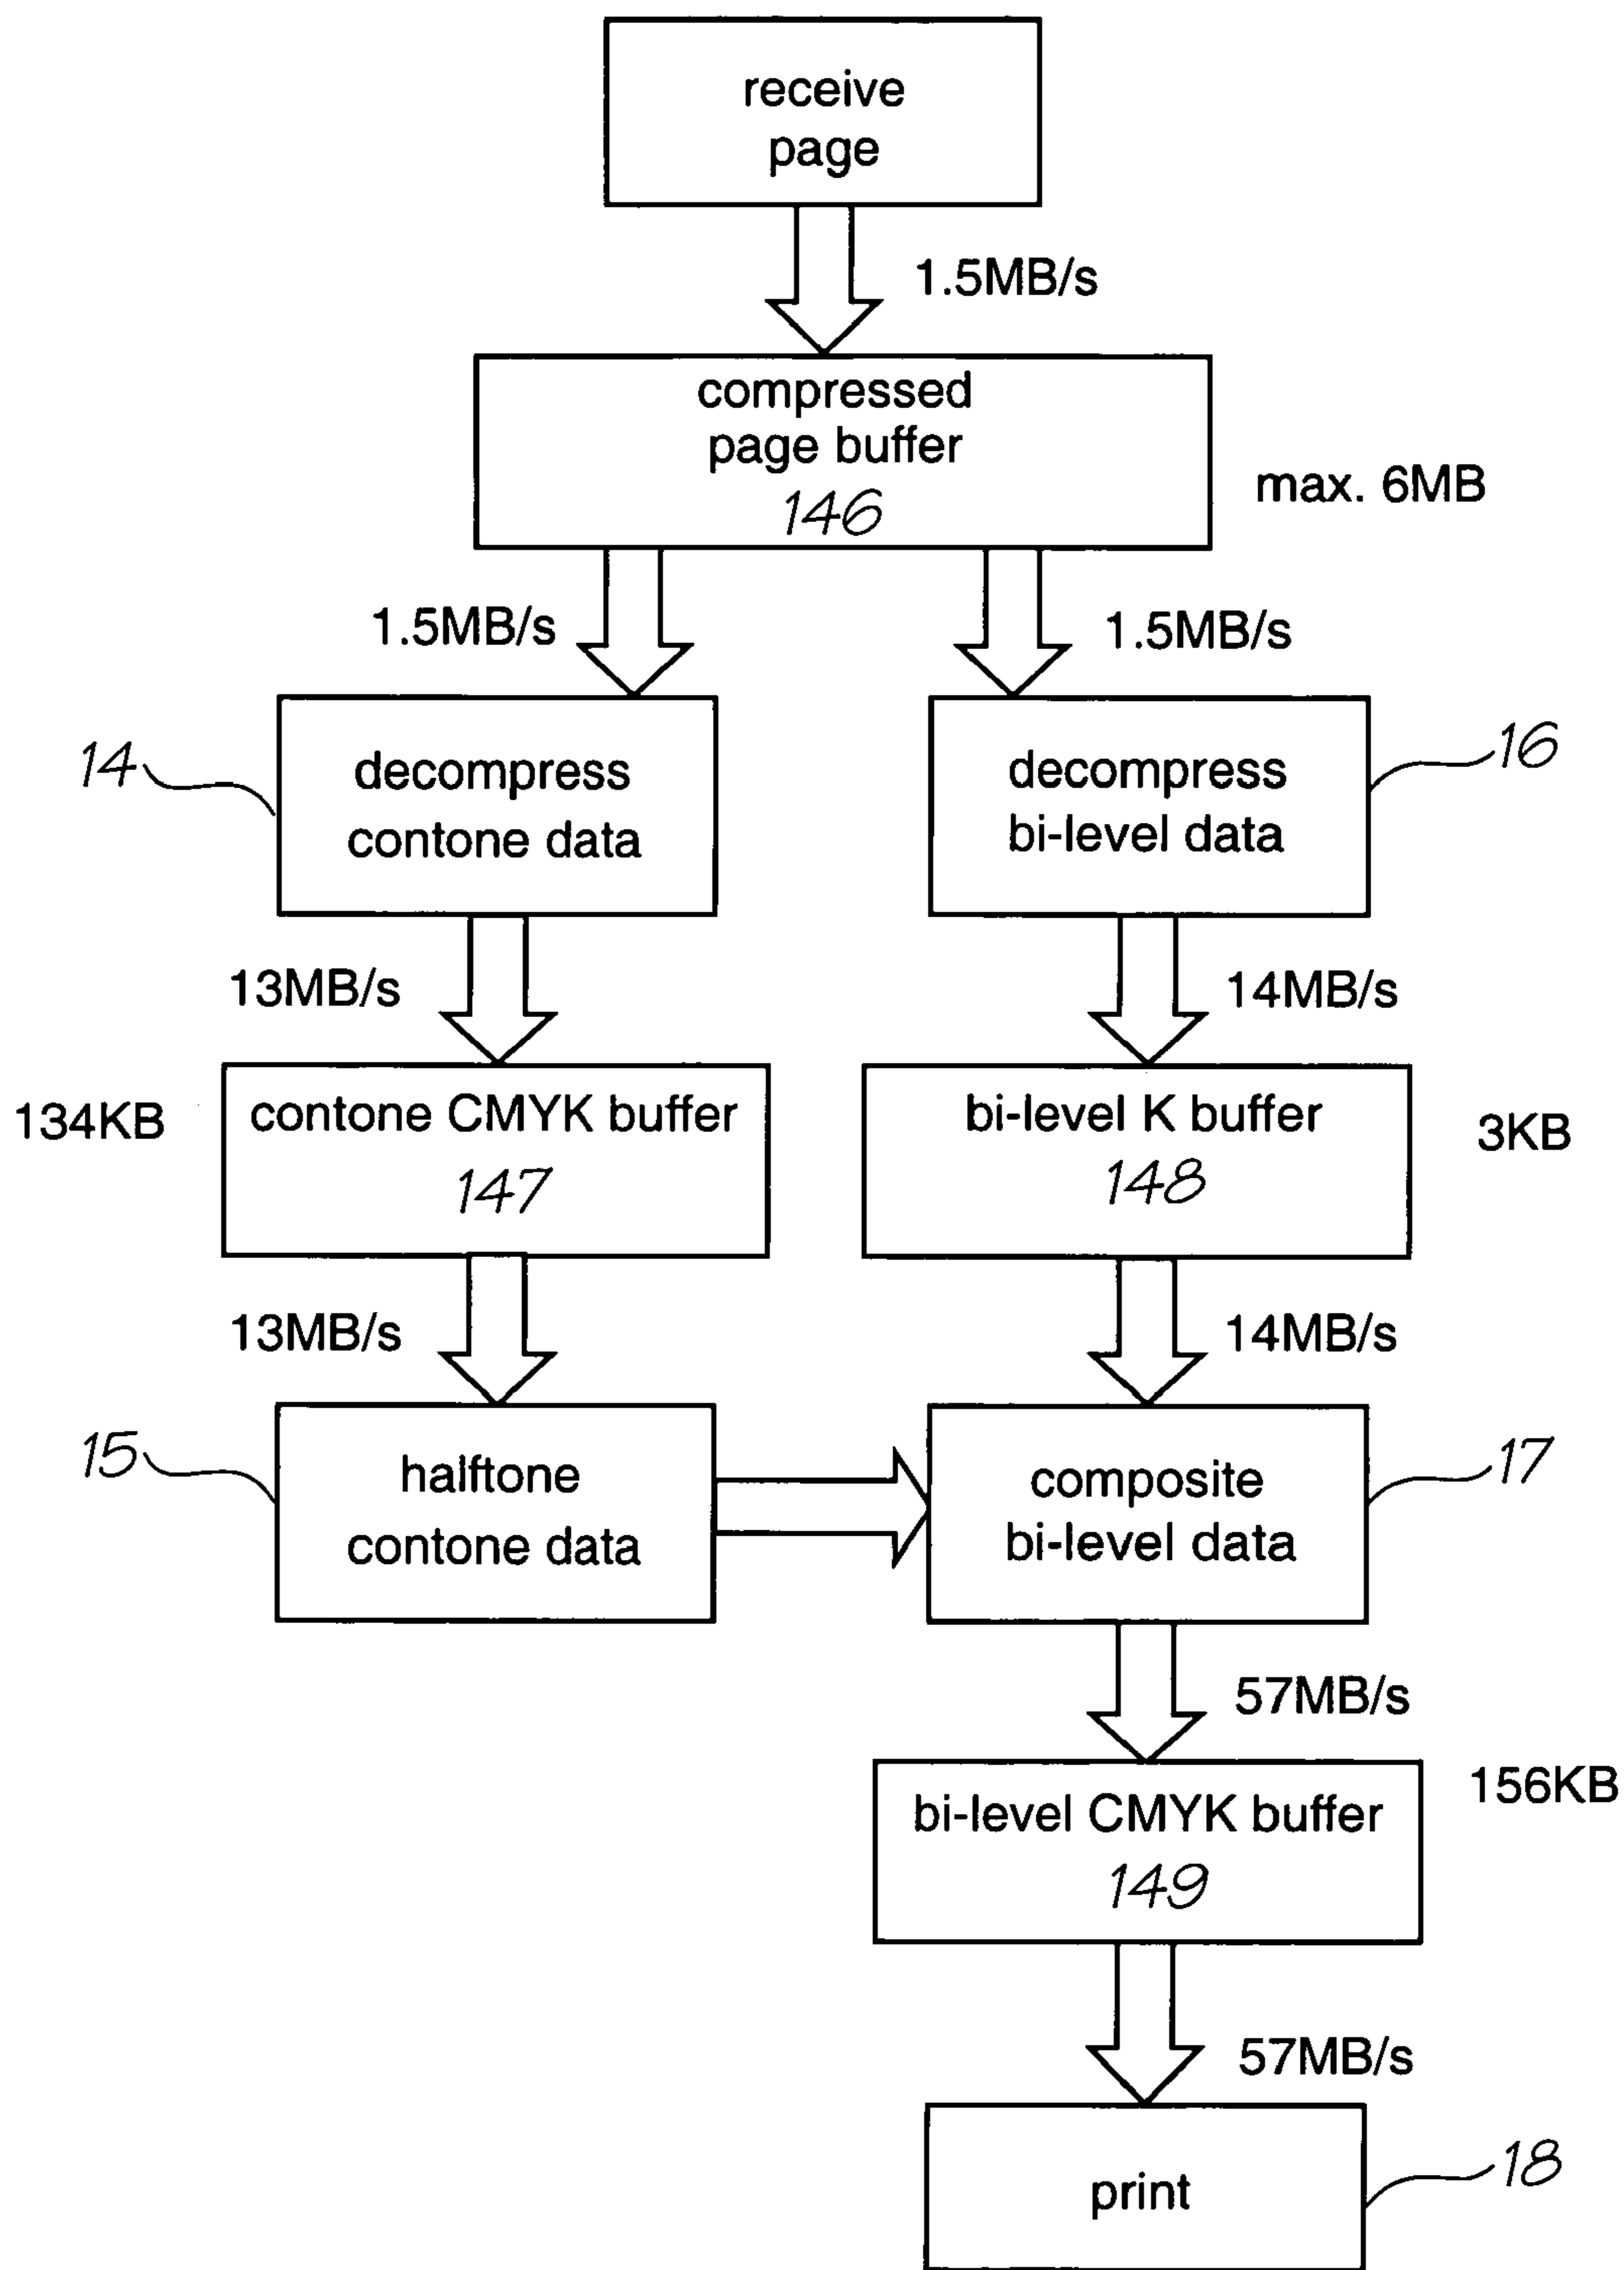 receive
page
1.5MB/s
compressed
page buffer
146
max. 6MB
1.5MB/s
1.5MB/s
14
decompress
contone data
decompress
bi-level data
16
13MB/s
14MB/s
134KB
contone CMYK buffer
147
bi-level K buffer
148
3KB
13MB/s
14MB/s
15
halftone
contone data
composite
bi-level data
17
57MB/s
bi-level CMYK buffer
149
156KB
57MB/s
print
18